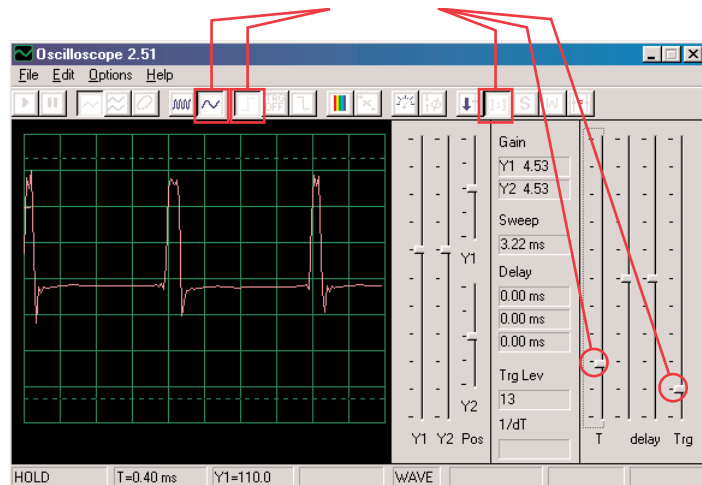 Oscilloscope 2.51
File Edit Options Help
TRG OFF
S W
Gain
Y1 4.53
Y2 4.53
Sweep
3.22 ms
Y1
Delay
0.00 ms
0.00 ms
0.00 ms
Trg Lev
13
Y2
1/dT
Y1 Y2 Pos
T delay Trg
HOLD T=0.40 ms Y1=110.0 WAVE